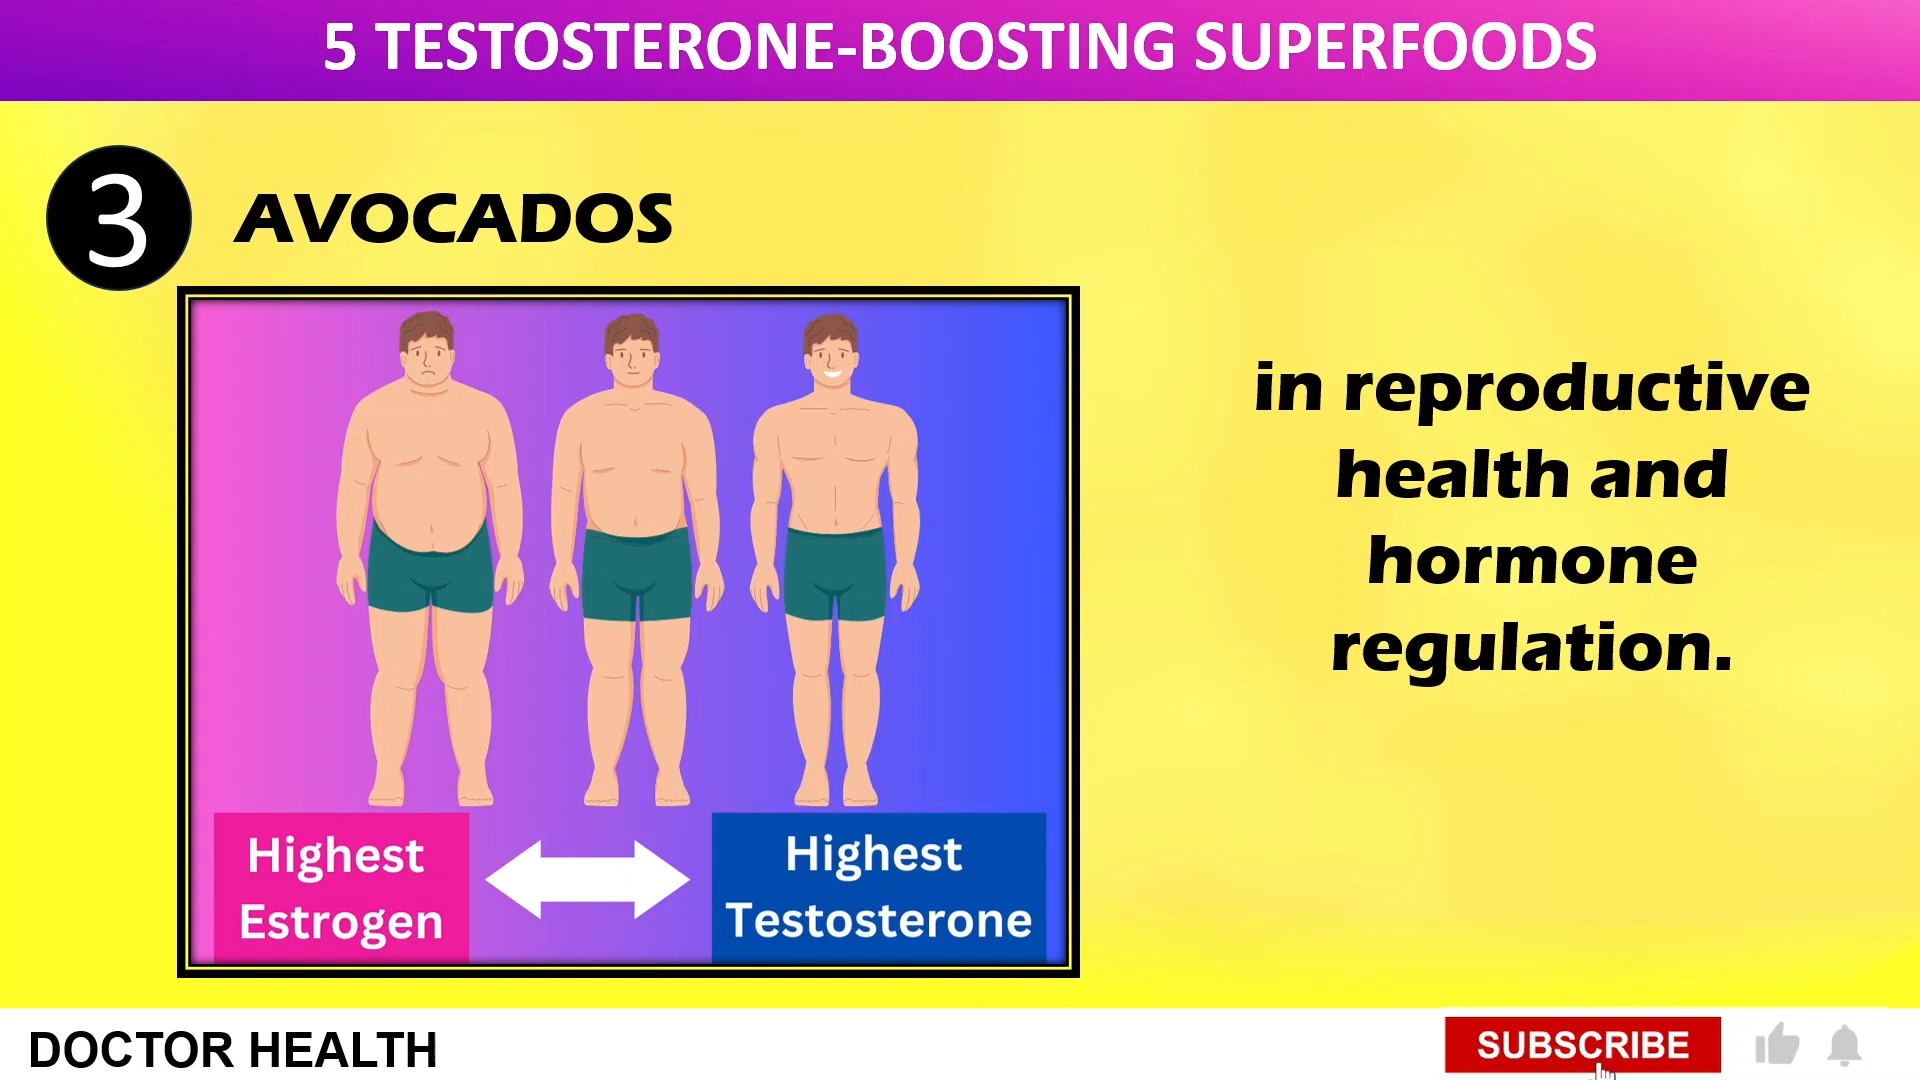 5 TESTOSTERONE-BOOSTING SUPERFOODS
3
AVOCADOS
in reproductive
health and
hormone
regulation.
Highest
Estrogen
Highest
Testosterone
DOCTOR HEALTH
SUBSCRIBE